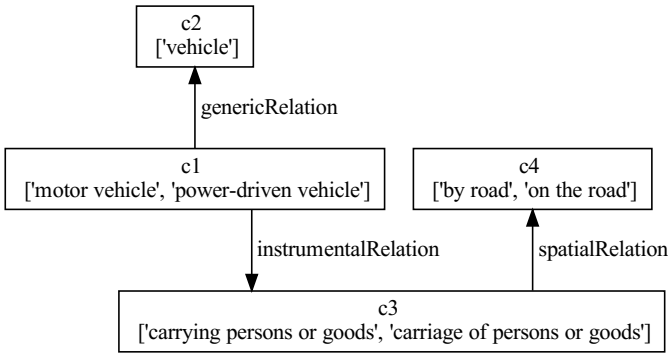 c2
['vehicle']
genericRelation
c1
['motor vehicle', 'power-driven vehicle']
c4
['by road', 'on the road']
instrumentalRelation
spatialRelation
c3
['carrying persons or goods', 'carriage of persons or goods']